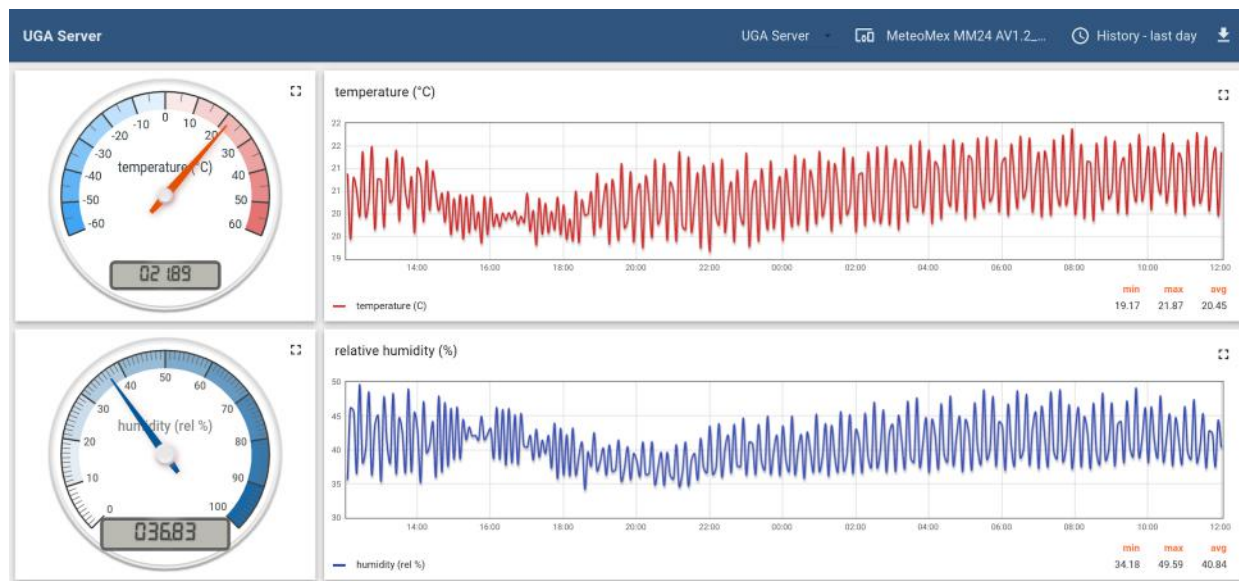 UGA Server
UGA Server
MeteoMex MM24 AV1.2_...
History - last day
temperature (°C)
-60 -50 -40 -30 -20 -10 0 10 20 30 40 50 60
021.89
temperature (°C)
22
22
21
21
20
20
19
14:00 16:00 18:00 20:00 22:00 00:00 02:00 04:00 06:00 08:00 10:00 12:00
min max avg
temperature (C) 19.17 21.87 20.45
humidity (rel %)
0 10 20 30 40 50 60 70 80 90 100
036.83
relative humidity (%)
50
45
40
35
30
14:00 16:00 18:00 20:00 22:00 00:00 02:00 04:00 06:00 08:00 10:00 12:00
min max avg
humidity (rel %) 34.18 49.59 40.84